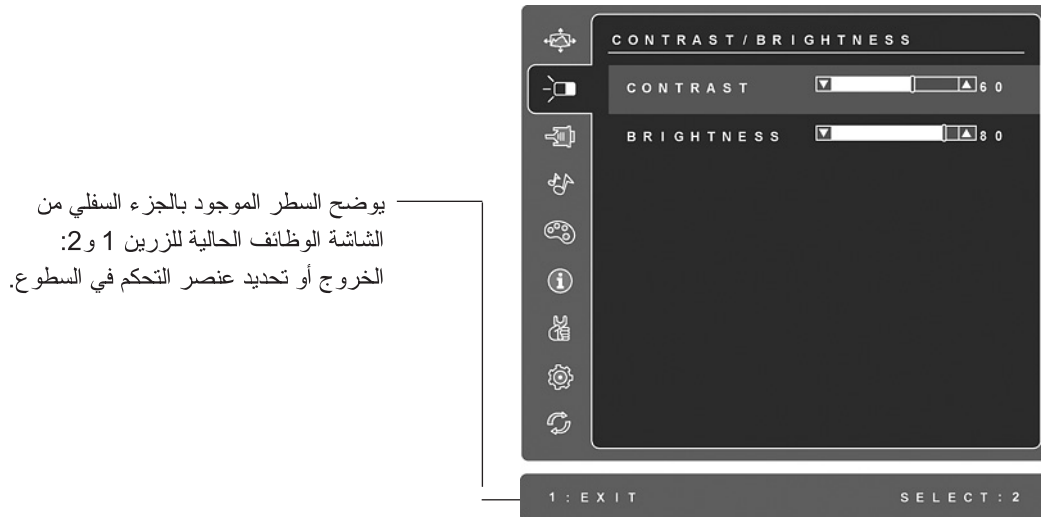 CONTRAST/BRIGHTNESS
CONTRAST 60
BRIGHTNESS 80
يوضح السطر الموجود بالجزء السفلي من
الشاشة الوظائف الحالية للزرين 1 و2:
الخروج أو تحديد عنصر التحكم في السطوع.
1:EXIT SELECT:2